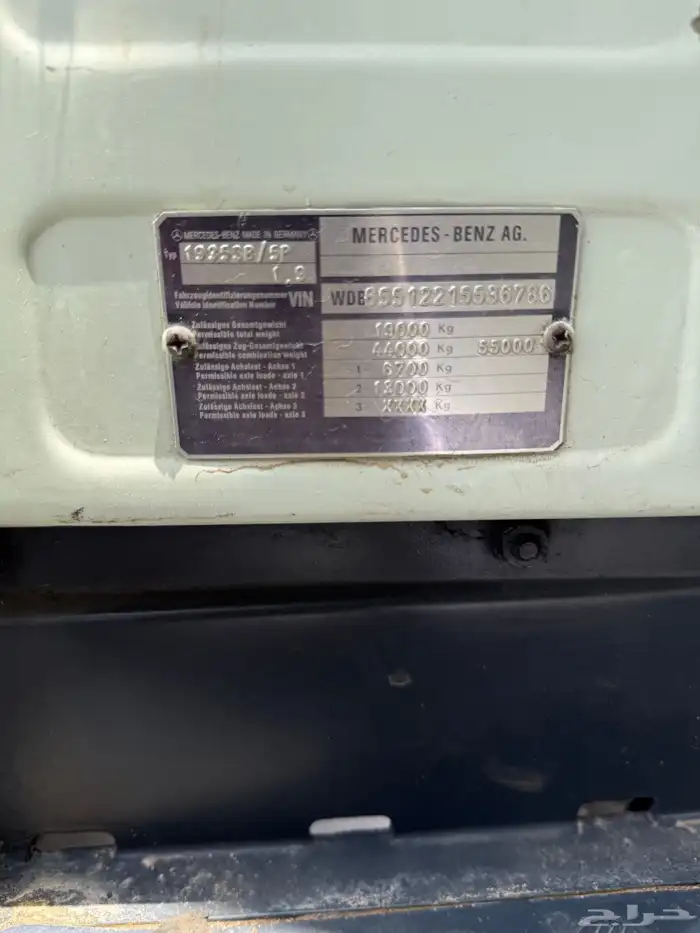 MERCEDES-BENZ MADE IN GERMANY
MERCEDES-BENZ AG.
Typ 1935SB/5P
1.9
Fahrzeugidentifizierungsnummer
Vehicle Identification Number VIN
WDB55512215596786
Zulässiges Gesamtgewicht
Permissible total weight
19000 Kg
Zulässiges Zug-Gesamtgewicht
Permissible combination weight
44000 Kg 55000
Zulässige Achslast - Achse 1
Permissible axle loads - axle 1
1 6700 Kg
Zulässige Achslast - Achse 2
Permissible axle loads - axle 2
2 13000 Kg
Zulässige Achslast - Achse 3
Permissible axle loads - axle 3
3 XXXX Kg
حراج